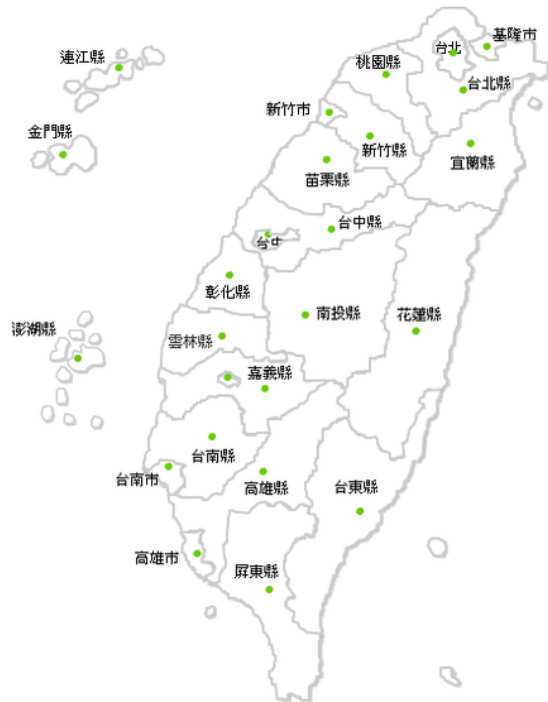 基隆市
台北
連江縣
桃園縣
台北縣
新竹市
金門縣
新竹縣
宜蘭縣
苗栗縣
台中縣
台中
彰化縣
南投縣
花蓮縣
澎湖縣
雲林縣
嘉義縣
台南縣
台南市
高雄縣
台東縣
高雄市
屏東縣